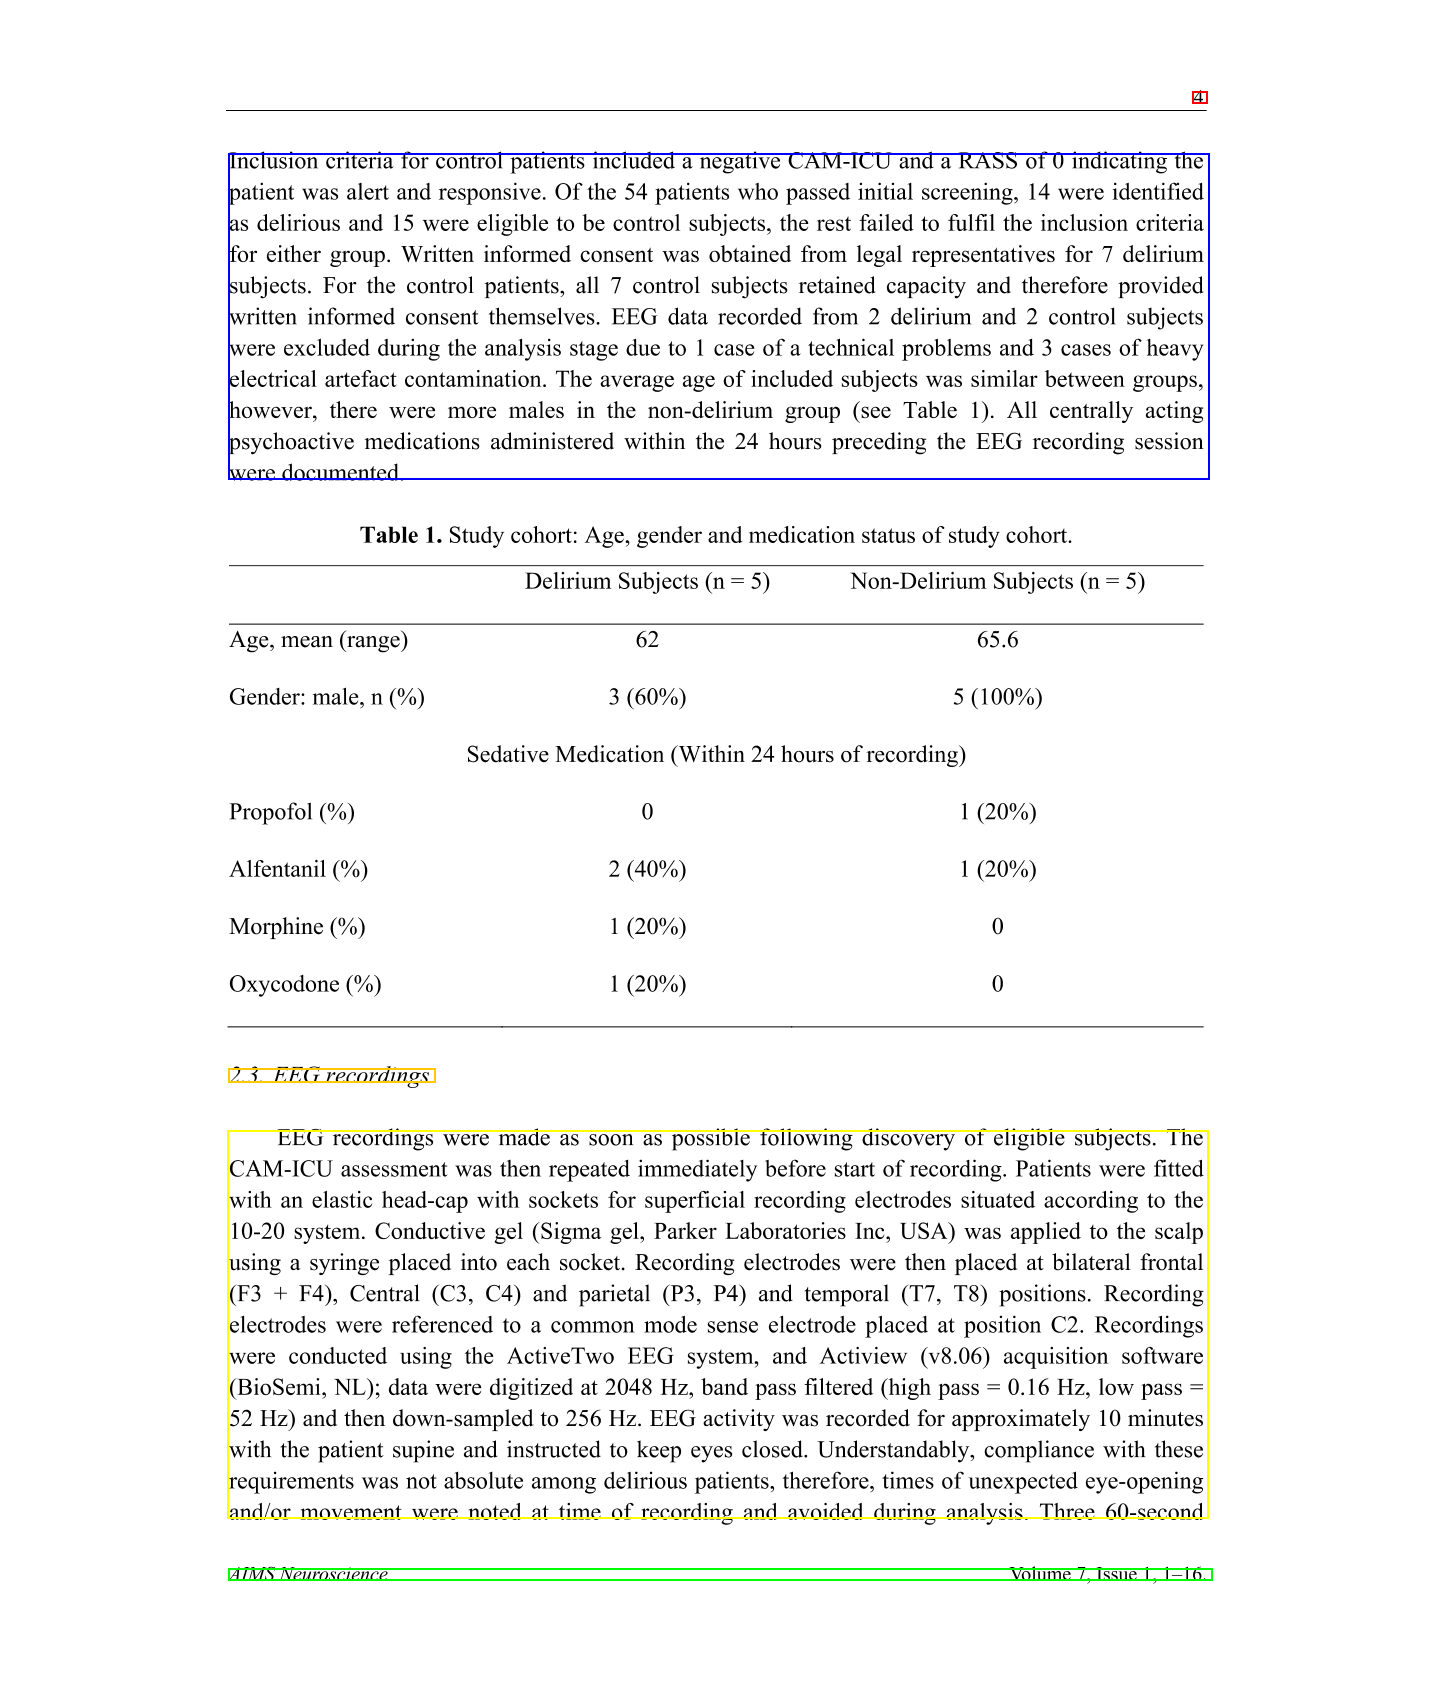 4
Inclusion criteria for control patients included a negative CAM-ICU and a RASS of 0 indicating the
patient was alert and responsive. Of the 54 patients who passed initial screening, 14 were identified
as delirious and 15 were eligible to be control subjects, the rest failed to fulfil the inclusion criteria
for either group. Written informed consent was obtained from legal representatives for 7 delirium
subjects. For the control patients, all 7 control subjects retained capacity and therefore provided
written informed consent themselves. EEG data recorded from 2 delirium and 2 control subjects
were excluded during the analysis stage due to 1 case of a technical problems and 3 cases of heavy
electrical artefact contamination. The average age of included subjects was similar between groups,
however, there were more males in the non-delirium group (see Table 1). All centrally acting
psychoactive medications administered within the 24 hours preceding the EEG recording session
were documented.
Table 1. Study cohort: Age, gender and medication status of study cohort.
Delirium Subjects (n = 5) Non-Delirium Subjects (n = 5)
Age, mean (range) 62 65.6
Gender: male, n (%) 3 (60%) 5 (100%)
Sedative Medication (Within 24 hours of recording)
Propofol (%) 0 1 (20%)
Alfentanil (%) 2 (40%) 1 (20%)
Morphine (%) 1 (20%) 0
Oxycodone (%) 1 (20%) 0
2.3. EEG recordings
EEG recordings were made as soon as possible following discovery of eligible subjects. The
CAM-ICU assessment was then repeated immediately before start of recording. Patients were fitted
with an elastic head-cap with sockets for superficial recording electrodes situated according to the
10-20 system. Conductive gel (Sigma gel, Parker Laboratories Inc, USA) was applied to the scalp
using a syringe placed into each socket. Recording electrodes were then placed at bilateral frontal
(F3 + F4), Central (C3, C4) and parietal (P3, P4) and temporal (T7, T8) positions. Recording
electrodes were referenced to a common mode sense electrode placed at position C2. Recordings
were conducted using the ActiveTwo EEG system, and Actiview (v8.06) acquisition software
(BioSemi, NL); data were digitized at 2048 Hz, band pass filtered (high pass = 0.16 Hz, low pass =
52 Hz) and then down-sampled to 256 Hz. EEG activity was recorded for approximately 10 minutes
with the patient supine and instructed to keep eyes closed. Understandably, compliance with these
requirements was not absolute among delirious patients, therefore, times of unexpected eye-opening
and/or movement were noted at time of recording and avoided during analysis. Three 60-second
AIMS Neuroscience Volume 7, Issue 1, 1–16.